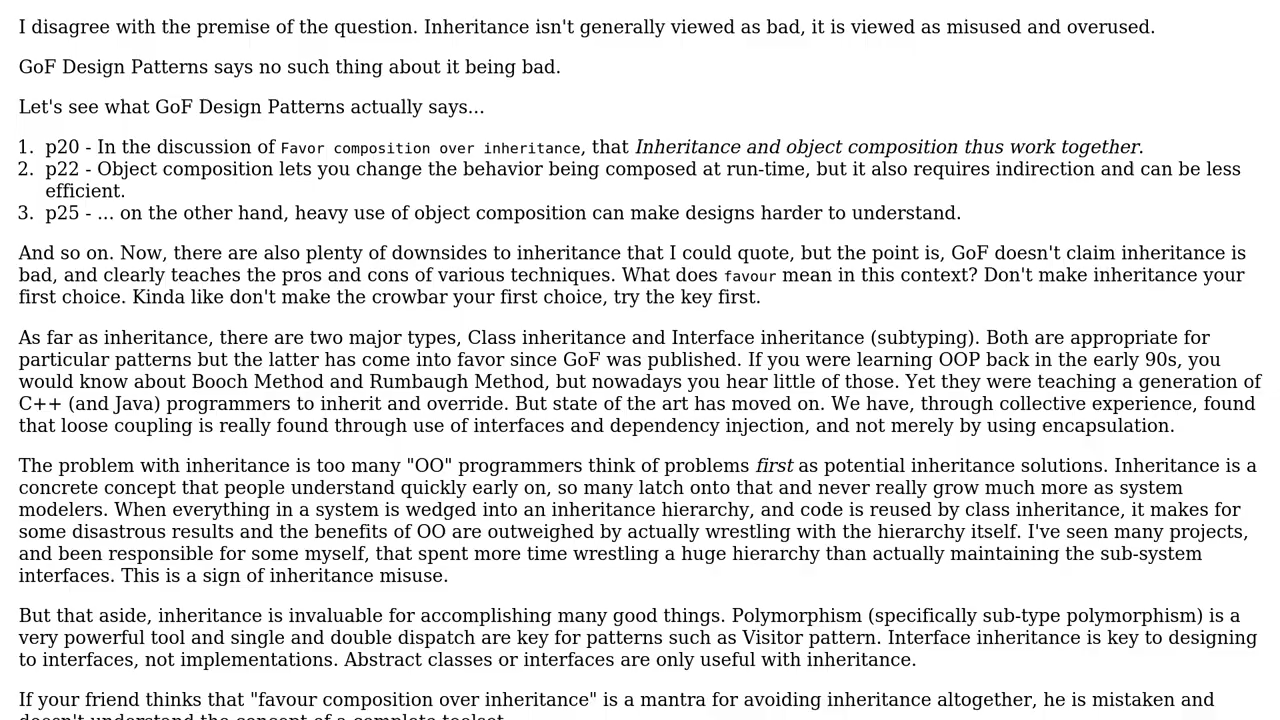 I disagree with the premise of the question. Inheritance isn't generally viewed as bad, it is viewed as misused and overused.
GoF Design Patterns says no such thing about it being bad.
Let's see what GoF Design Patterns actually says...
1. p20 - In the discussion of Favor composition over inheritance, that Inheritance and object composition thus work together.
2. p22 - Object composition lets you change the behavior being composed at run-time, but it also requires indirection and can be less
efficient.
3. p25 - ... on the other hand, heavy use of object composition can make designs harder to understand.
And so on. Now, there are also plenty of downsides to inheritance that I could quote, but the point is, GoF doesn't claim inheritance is
bad, and clearly teaches the pros and cons of various techniques. What does favour mean in this context? Don't make inheritance your
first choice. Kinda like don't make the crowbar your first choice, try the key first.
As far as inheritance, there are two major types, Class inheritance and Interface inheritance (subtyping). Both are appropriate for
particular patterns but the latter has come into favor since GoF was published. If you were learning OOP back in the early 90s, you
would know about Booch Method and Rumbaugh Method, but nowadays you hear little of those. Yet they were teaching a generation of
C++ (and Java) programmers to inherit and override. But state of the art has moved on. We have, through collective experience, found
that loose coupling is really found through use of interfaces and dependency injection, and not merely by using encapsulation.
The problem with inheritance is too many "OO" programmers think of problems first as potential inheritance solutions. Inheritance is a
concrete concept that people understand quickly early on, so many latch onto that and never really grow much more as system
modelers. When everything in a system is wedged into an inheritance hierarchy, and code is reused by class inheritance, it makes for
some disastrous results and the benefits of OO are outweighed by actually wrestling with the hierarchy itself. I've seen many projects,
and been responsible for some myself, that spent more time wrestling a huge hierarchy than actually maintaining the sub-system
interfaces. This is a sign of inheritance misuse.
But that aside, inheritance is invaluable for accomplishing many good things. Polymorphism (specifically sub-type polymorphism) is a
very powerful tool and single and double dispatch are key for patterns such as Visitor pattern. Interface inheritance is key to designing
to interfaces, not implementations. Abstract classes or interfaces are only useful with inheritance.
If your friend thinks that "favour composition over inheritance" is a mantra for avoiding inheritance altogether, he is mistaken and
doesn't understand the concept of a complete toolset.